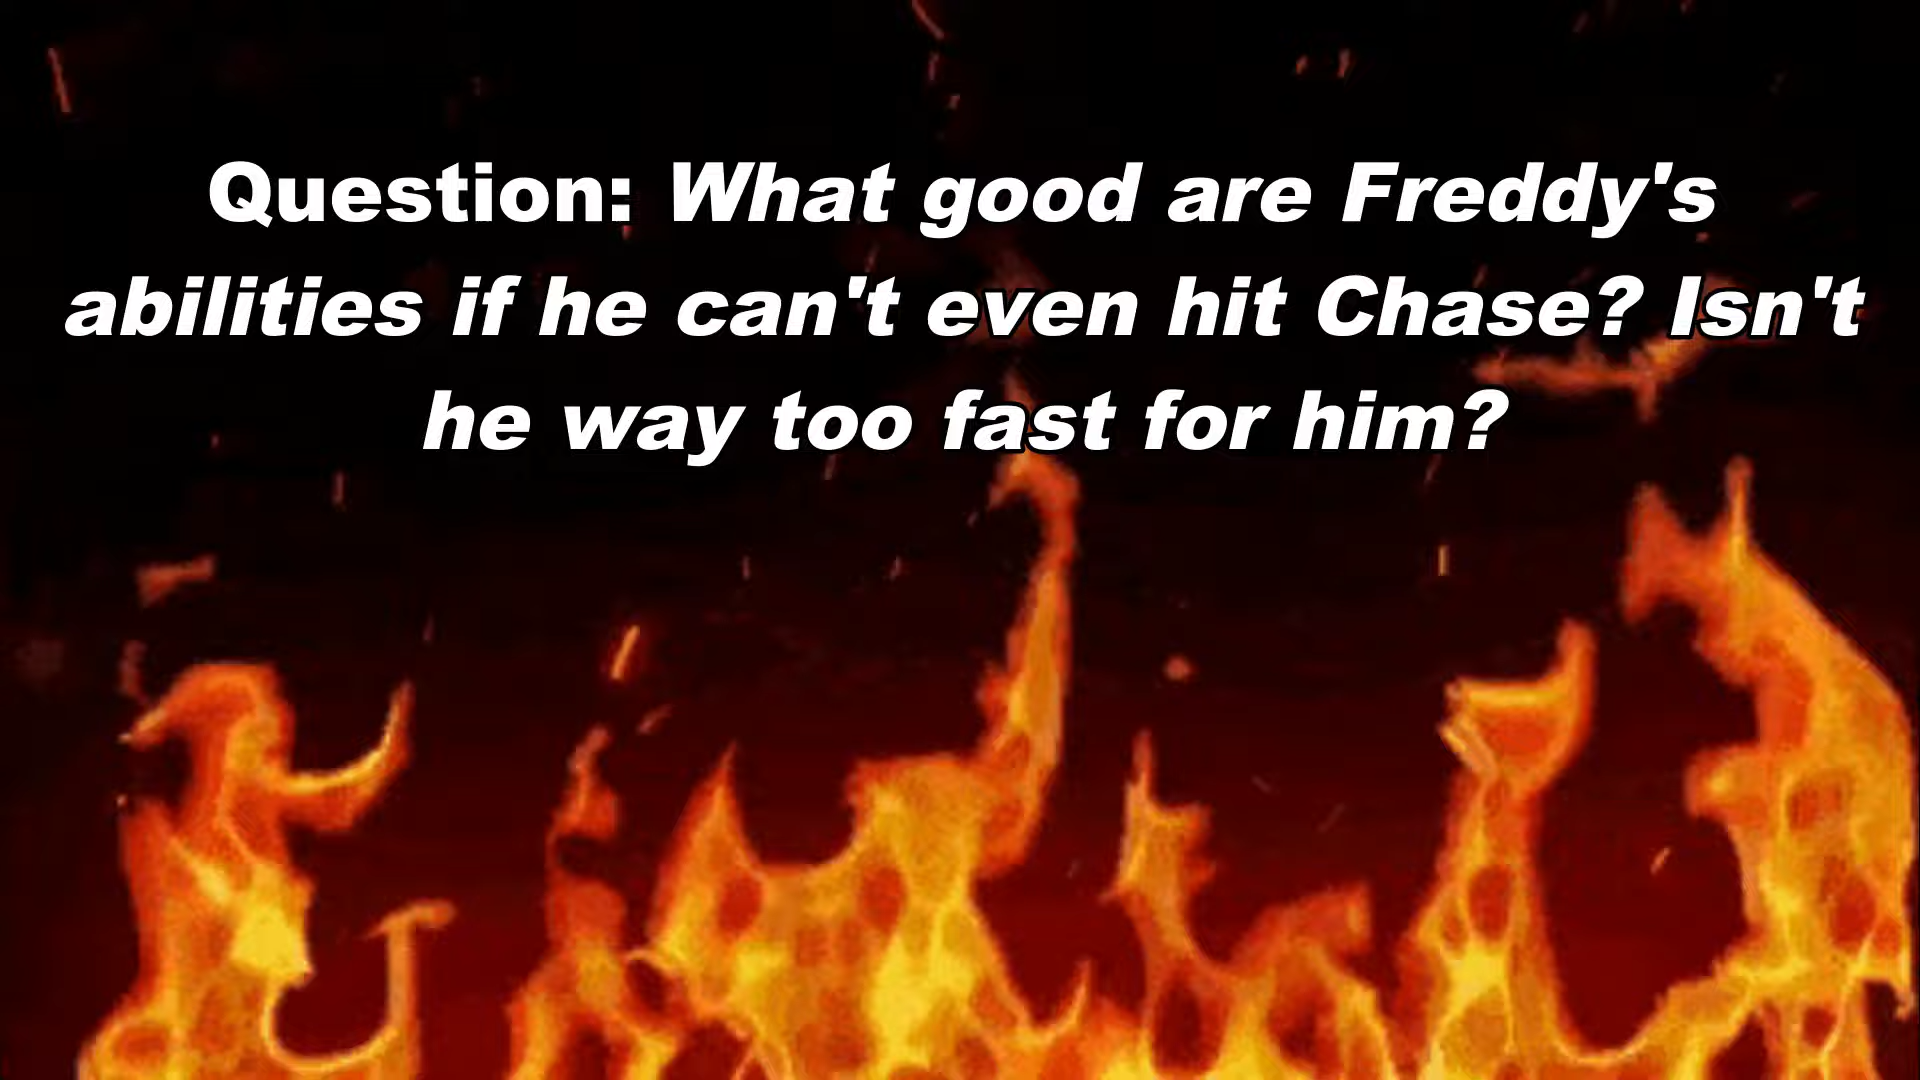 Question: What good are Freddy's
abilities if he can't even hit Chase? Isn't
he way too fast for him?